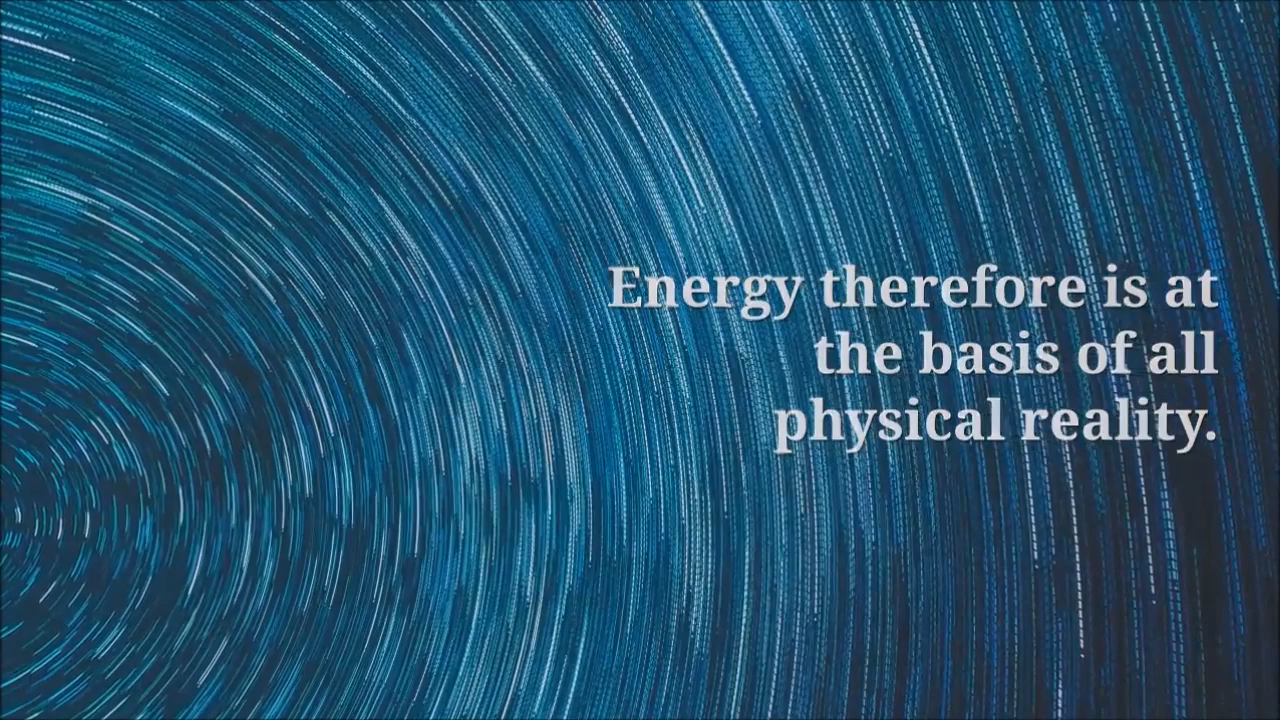 Energy therefore is at
the basis of all
physical reality.